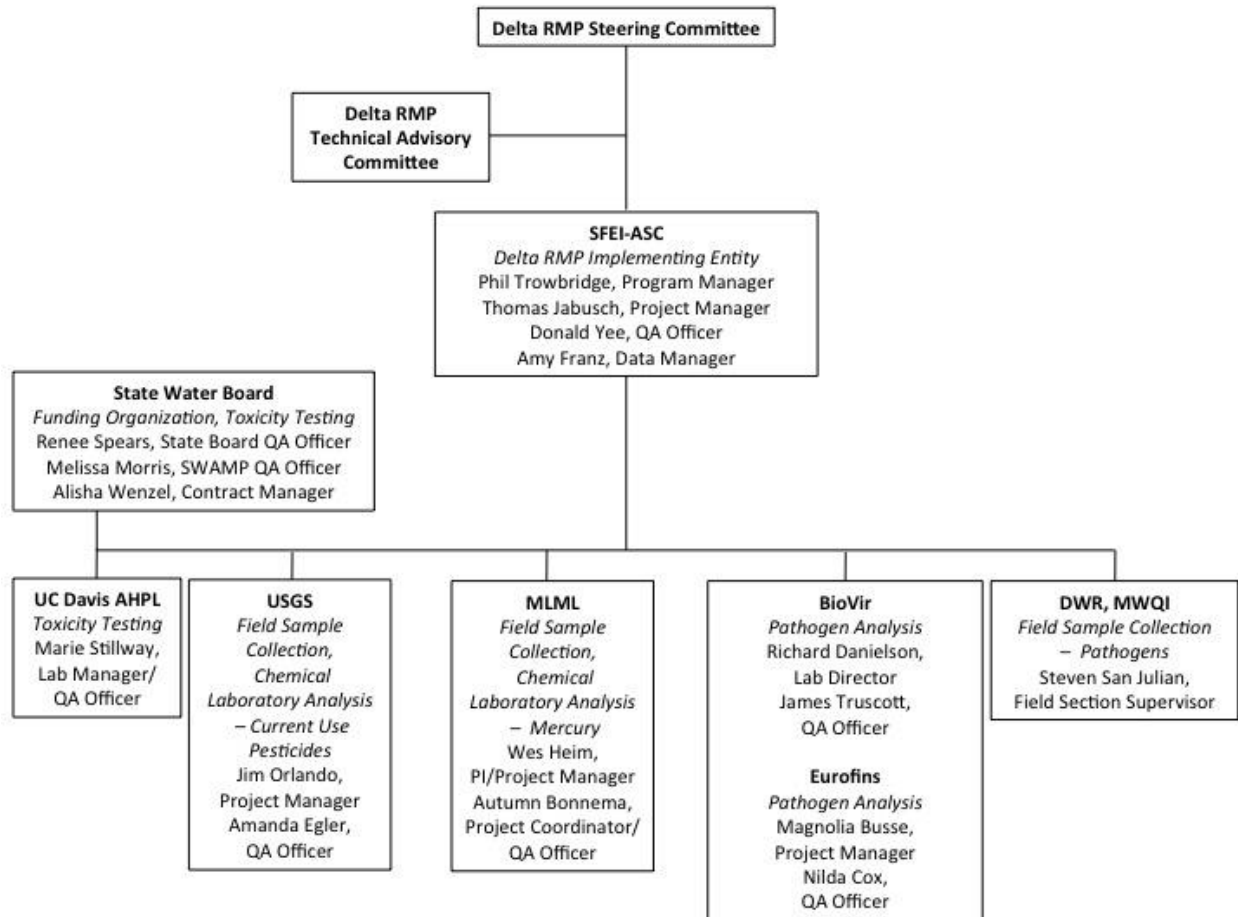 Delta RMP Steering Committee
Delta RMP
Technical Advisory
Committee
SFEI-ASC
Delta RMP Implementing Entity
Phil Trowbridge, Program Manager
Thomas Jabusch, Project Manager
Donald Yee, QA Officer
Amy Franz, Data Manager
State Water Board
Funding Organization, Toxicity Testing
Renee Spears, State Board QA Officer
Melissa Morris, SWAMP QA Officer
Alisha Wenzel, Contract Manager
UC Davis AHPL
Toxicity Testing
Marie Stillway,
Lab Manager/
QA Officer
USGS
Field Sample
Collection,
Chemical
Laboratory Analysis
– Current Use
Pesticides
Jim Orlando,
Project Manager
Amanda Egler,
QA Officer
MLML
Field Sample
Collection,
Chemical
Laboratory Analysis
– Mercury
Wes Heim,
PI/Project Manager
Autumn Bonnema,
Project Coordinator/
QA Officer
BioVir
Pathogen Analysis
Richard Danielson,
Lab Director
James Truscott,
QA Officer
Eurofins
Pathogen Analysis
Magnolia Busse,
Project Manager
Nilda Cox,
QA Officer
DWR, MWQI
Field Sample Collection
– Pathogens
Steven San Julian,
Field Section Supervisor